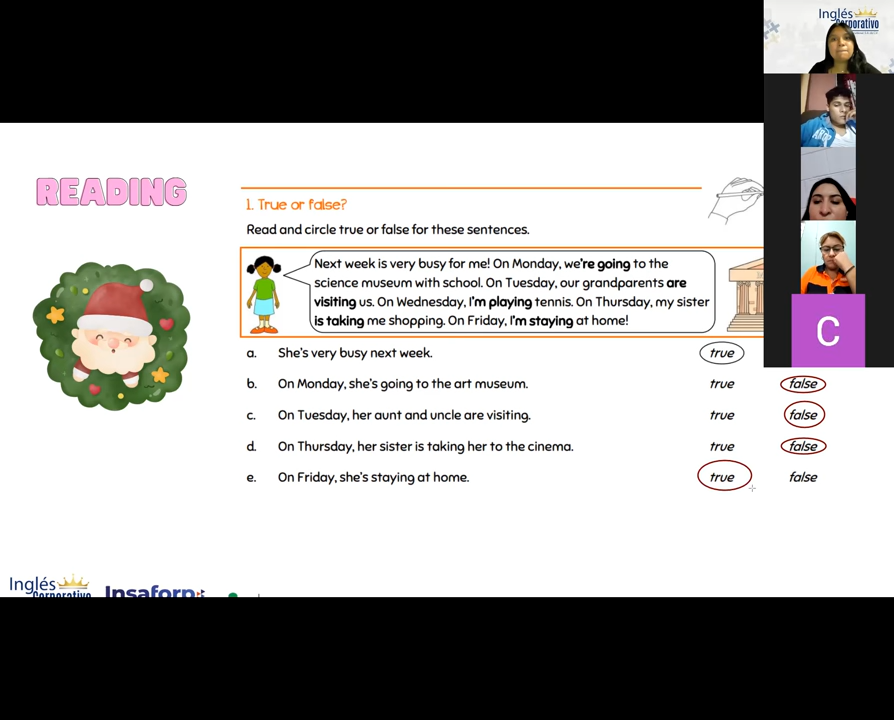 Inglés
Corporativo
READING
1. True or false?
Read and circle true or false for these sentences.
Next week is very busy for me! On Monday, we're going to the
science museum with school. On Tuesday, our grandparents are
visiting us. On Wednesday, I'm playing tennis. On Thursday, my sister
is taking me shopping. On Friday, I'm staying at home!
a. She's very busy next week. true
b. On Monday, she's going to the art museum. true false
c. On Tuesday, her aunt and uncle are visiting. true false
d. On Thursday, her sister is taking her to the cinema. true false
e. On Friday, she's staying at home. true false
C
Inglés
Corporativo
Insaforp